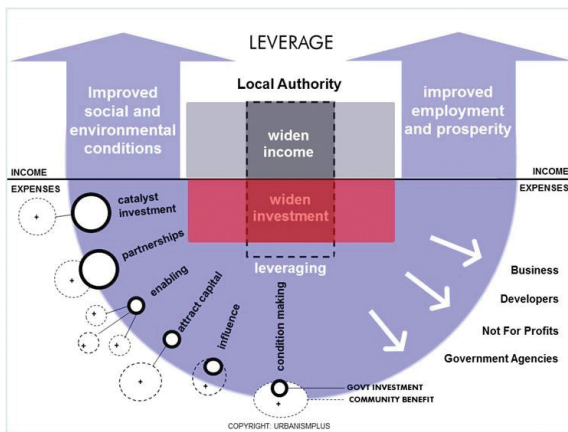 LEVERAGE
Improved
social and
environmental
conditions
Local Authority
improved
employment
and prosperity
widen
income
INCOME
INCOME
EXPENSES
EXPENSES
catalyst
investment
widen
investment
partnerships
leveraging
enabling
attract capital
influence
condition making
Business
Developers
Not For Profits
Government Agencies
GOVT INVESTMENT
COMMUNITY BENEFIT
COPYRIGHT: URBANISMPLUS